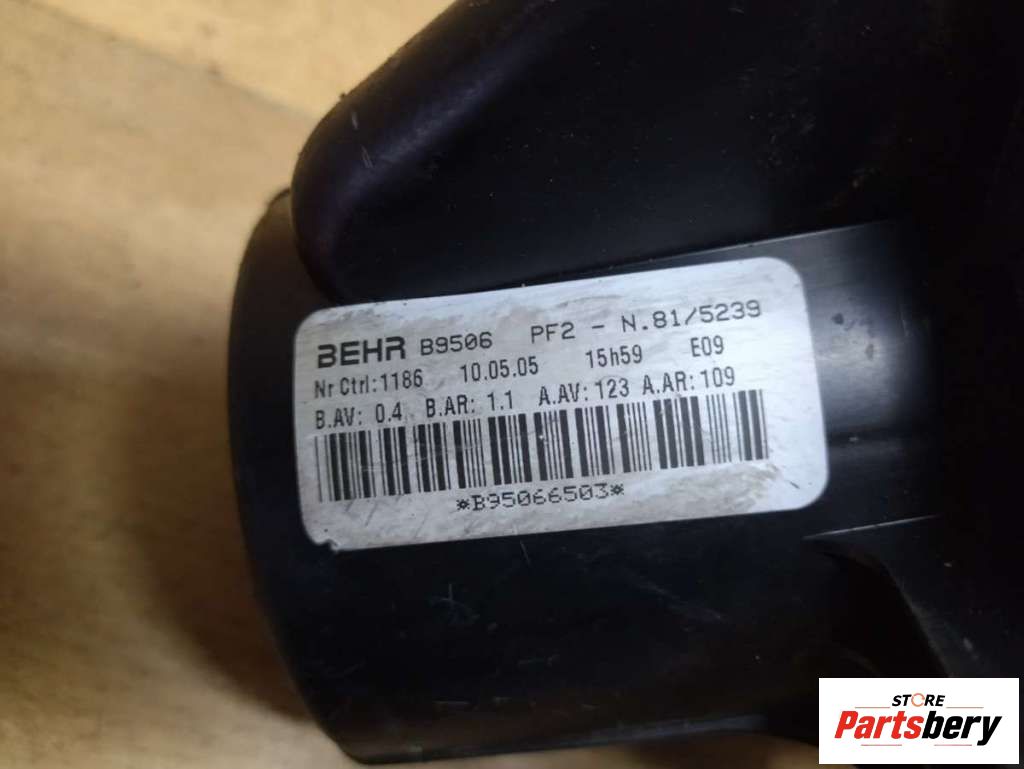 BEHR B9506 PF2 - N.81/5239
Nr Ctrl:1186 10.05.05 15h59 E09
B.AV: 0.4 B.AR: 1.1 A.AV: 123 A.AR: 109
*B95066503*
STORE
Partsbery